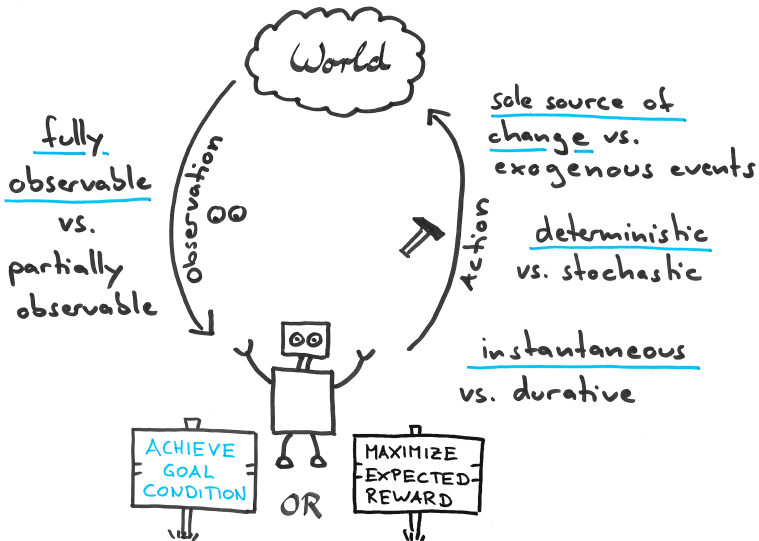 World
fully
observable
vs.
partially
observable
Observation
Action
sole source of
change vs.
exogenous events
deterministic
vs. stochastic
instantaneous
vs. durative
ACHIEVE
GOAL
CONDITION
OR
MAXIMIZE
EXPECTED
REWARD